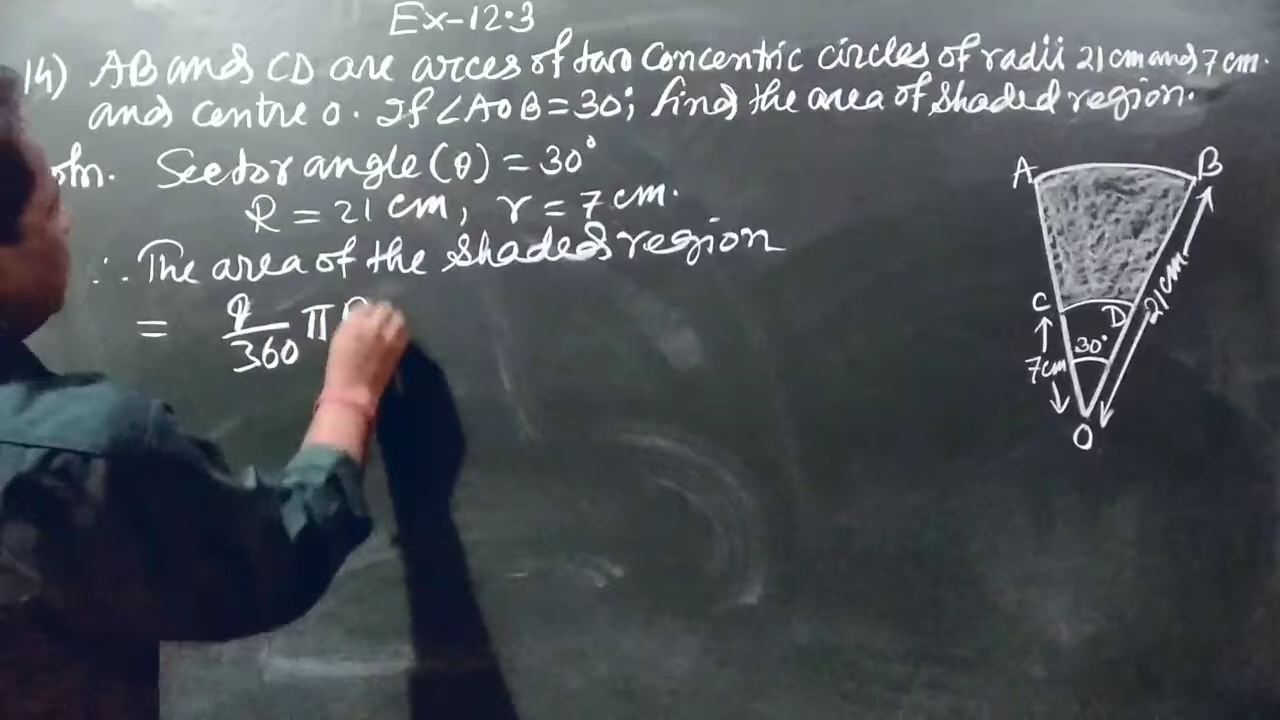 Ex-12.3
14) AB and CD are arces of two concentric circles of radii 21 cm and 7 cm.
and centre O. If ∠AOB = 30°, find the area of shaded region.
Soln. Sector angle (θ) = 30°
R = 21 cm, r = 7 cm.
∴ The area of the shaded region
= θ/360 π R
A B
C D
30°
7cm
21cm
O